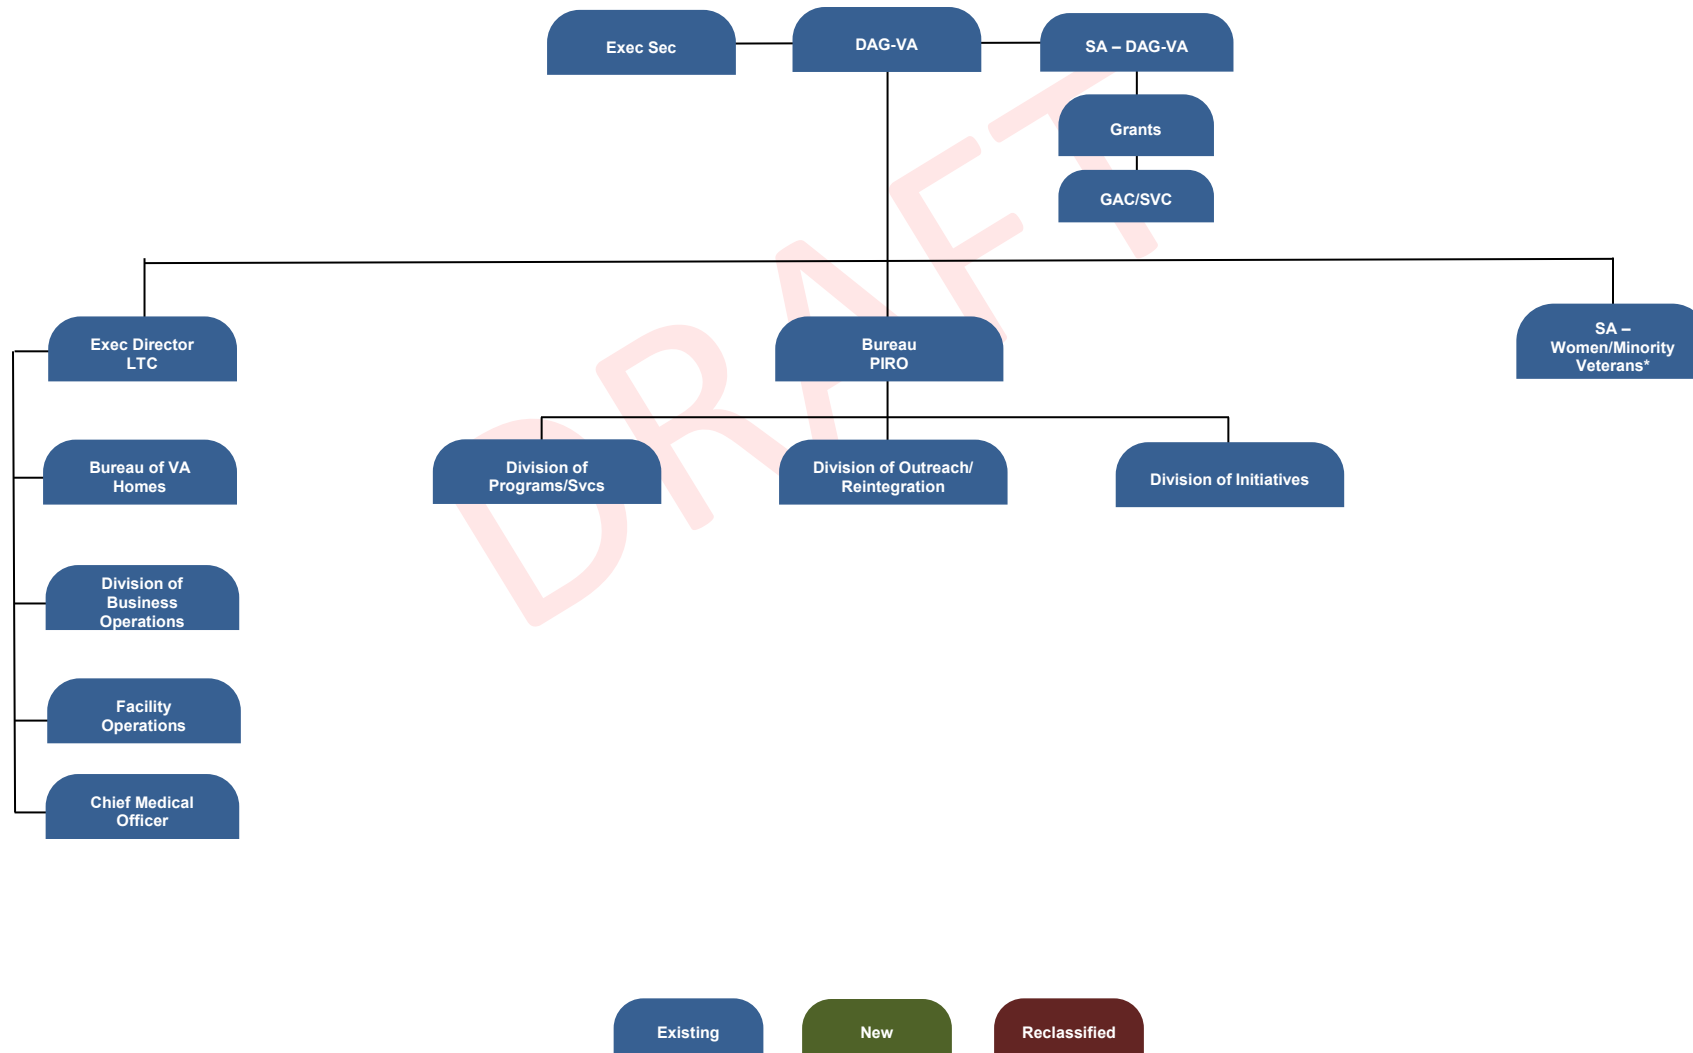 Exec Sec
DAG-VA
SA – DAG-VA
Grants
GAC/SVC
Exec Director
LTC
Bureau
PIRO
SA –
Women/Minority
Veterans*
Bureau of VA
Homes
Division of
Programs/Svcs
Division of Outreach/
Reintegration
Division of Initiatives
Division of
Business
Operations
Facility
Operations
Chief Medical
Officer
DRAFT
Existing
New
Reclassified